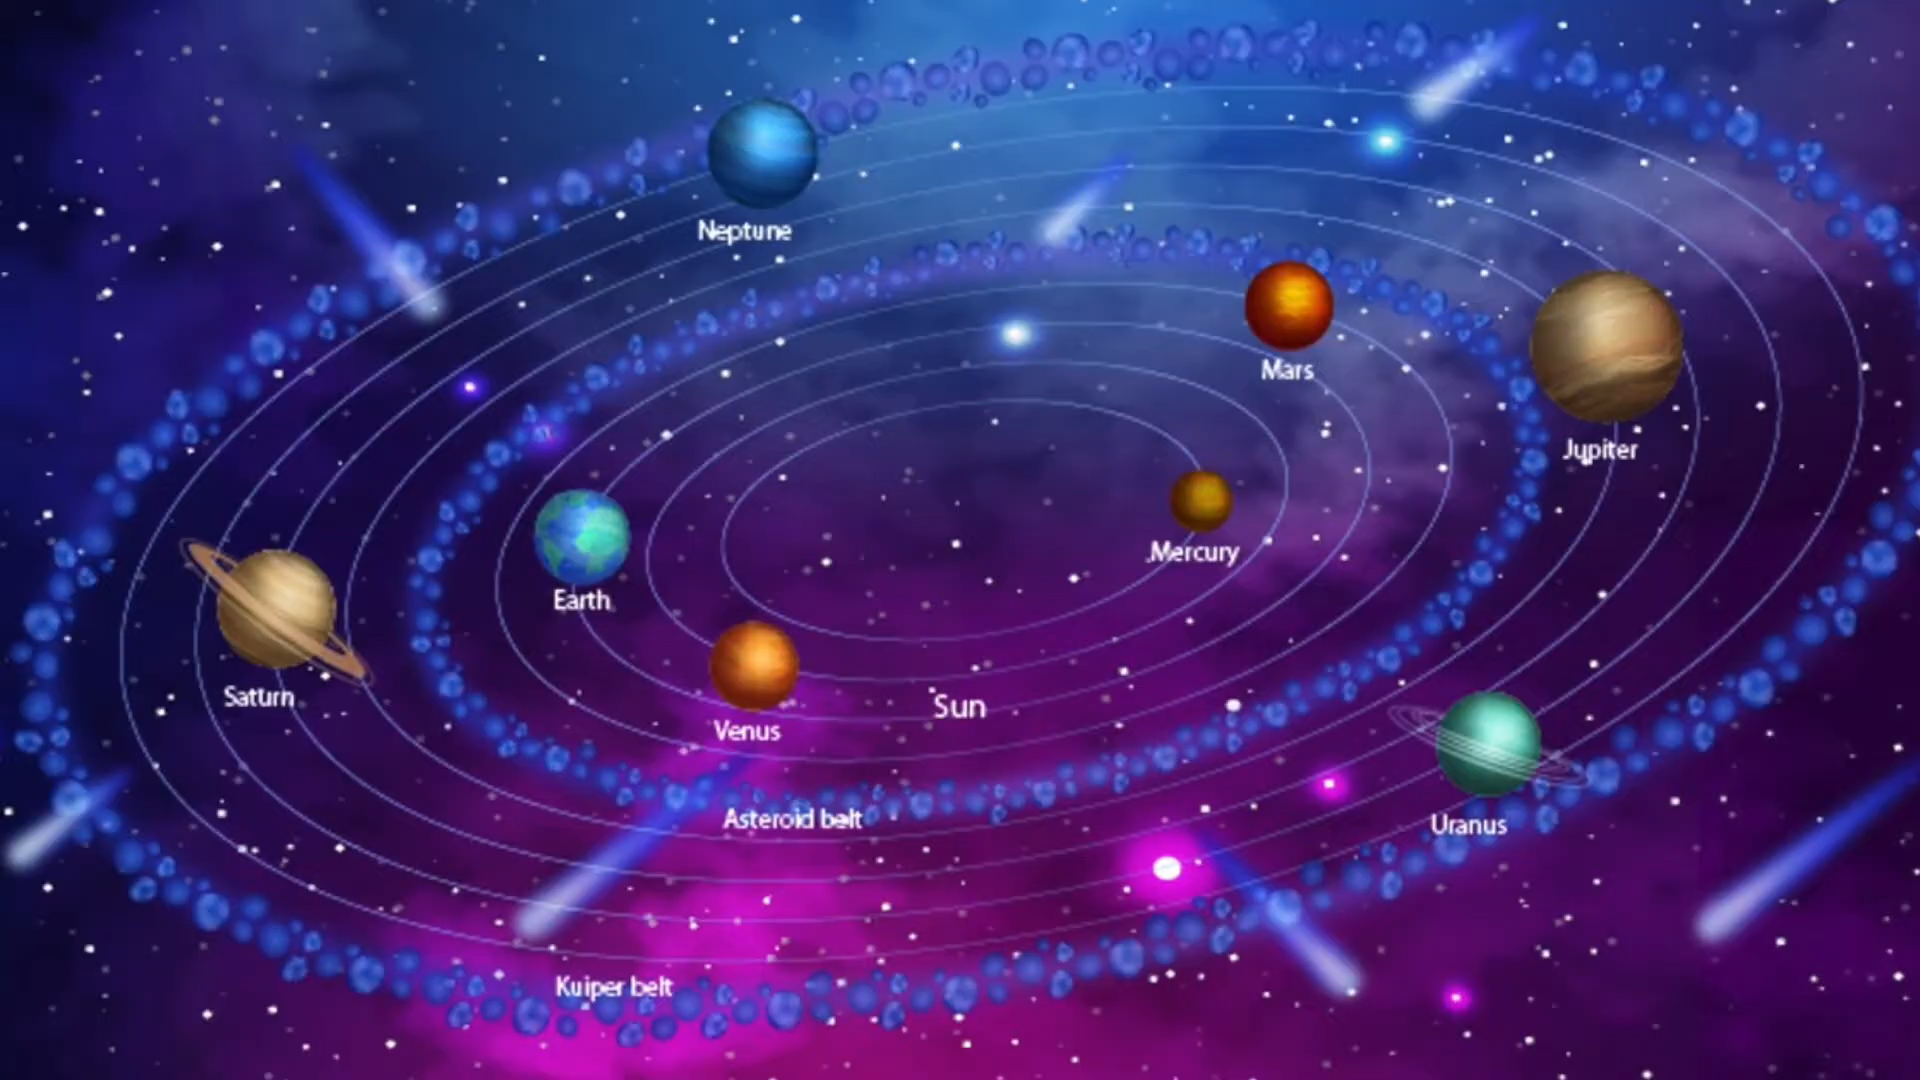 Neptune
Mars
Jupiter
Mercury
Earth
Saturn
Sun
Venus
Asteroid belt
Uranus
Kuiper belt